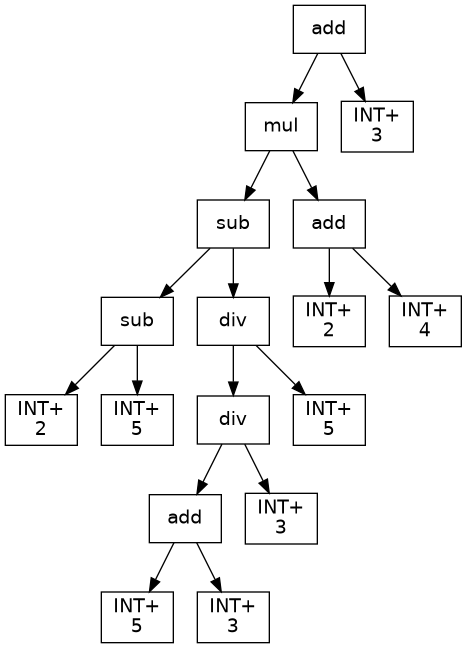 add
mul
INT+
3
sub
add
sub
div
INT+
2
INT+
4
INT+
2
INT+
5
div
INT+
5
add
INT+
3
INT+
5
INT+
3